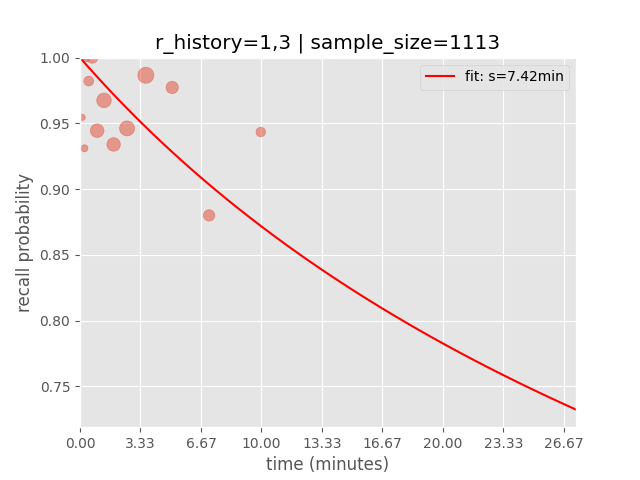 r_history=1,3 | sample_size=1113
fit: s=7.42min
1.00
0.95
0.90
0.85
0.80
0.75
recall probability
0.00 3.33 6.67 10.00 13.33 16.67 20.00 23.33 26.67
time (minutes)